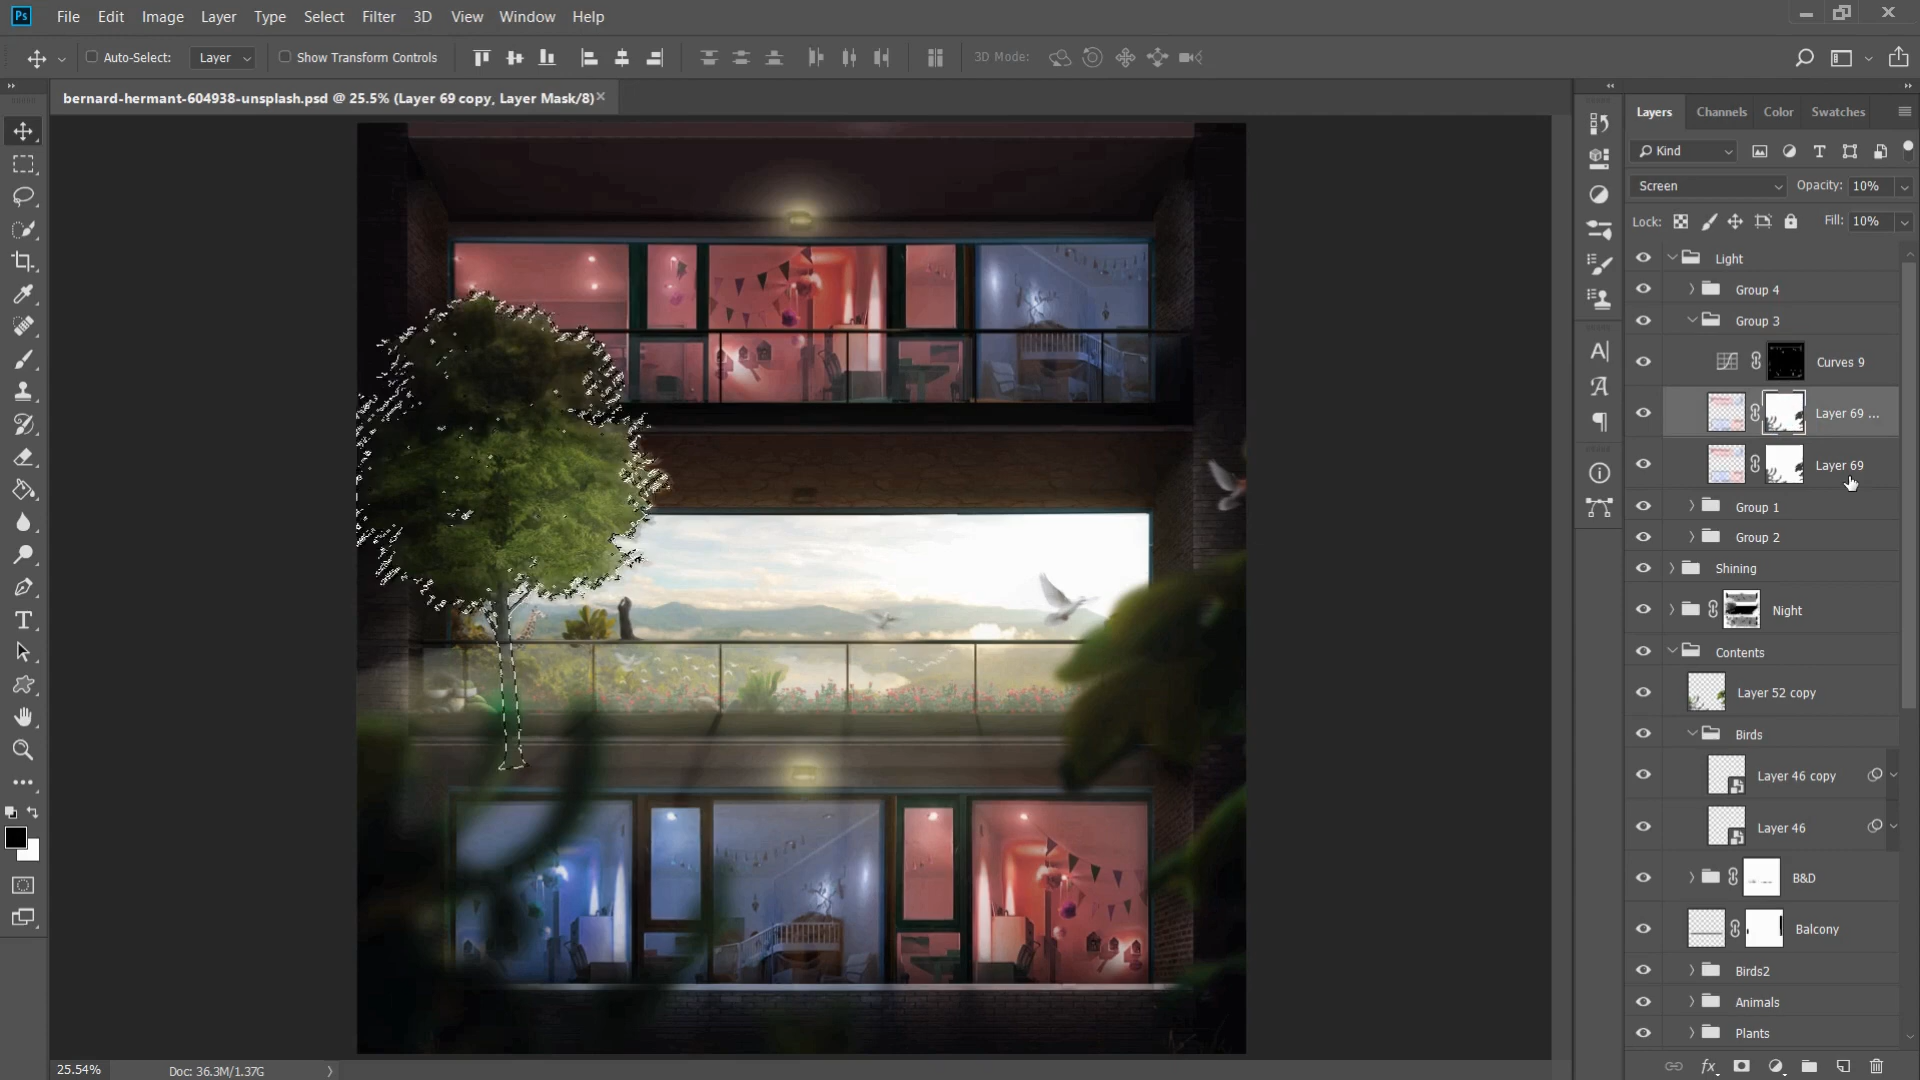 Ps File Edit Image Layer Type Select Filter 3D View Window Help
Auto-Select: Layer Show Transform Controls 3D Mode:
bernard-hermant-604938-unsplash.psd @ 25.5% (Layer 69 copy, Layer Mask/8)
Layers Channels Color Swatches
Kind
Screen Opacity: 10%
Lock: Fill: 10%
Light
Group 4
Group 3
Curves 9
Layer 69 ...
Layer 69
Group 1
Group 2
Shining
Night
Contents
Layer 52 copy
Birds
Layer 46 copy
Layer 46
B&D
Balcony
Birds2
Animals
Plants
25.54% Doc: 36.3M/1.37G